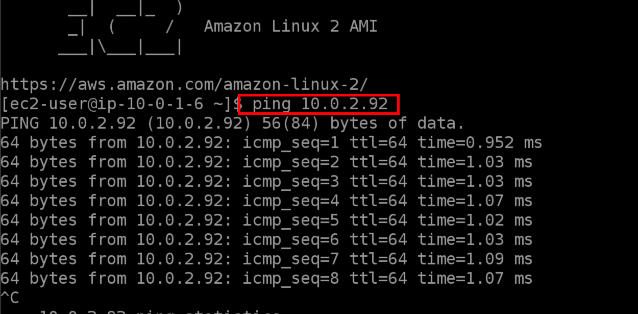 __|  __|_  )
_|  (     /   Amazon Linux 2 AMI
___|\___|___|
https://aws.amazon.com/amazon-linux-2/
[ec2-user@ip-10-0-1-6 ~]$ ping 10.0.2.92
PING 10.0.2.92 (10.0.2.92) 56(84) bytes of data.
64 bytes from 10.0.2.92: icmp_seq=1 ttl=64 time=0.952 ms
64 bytes from 10.0.2.92: icmp_seq=2 ttl=64 time=1.03 ms
64 bytes from 10.0.2.92: icmp_seq=3 ttl=64 time=1.03 ms
64 bytes from 10.0.2.92: icmp_seq=4 ttl=64 time=1.07 ms
64 bytes from 10.0.2.92: icmp_seq=5 ttl=64 time=1.02 ms
64 bytes from 10.0.2.92: icmp_seq=6 ttl=64 time=1.03 ms
64 bytes from 10.0.2.92: icmp_seq=7 ttl=64 time=1.09 ms
64 bytes from 10.0.2.92: icmp_seq=8 ttl=64 time=1.07 ms
^C
10.0.2.92 ping statistics